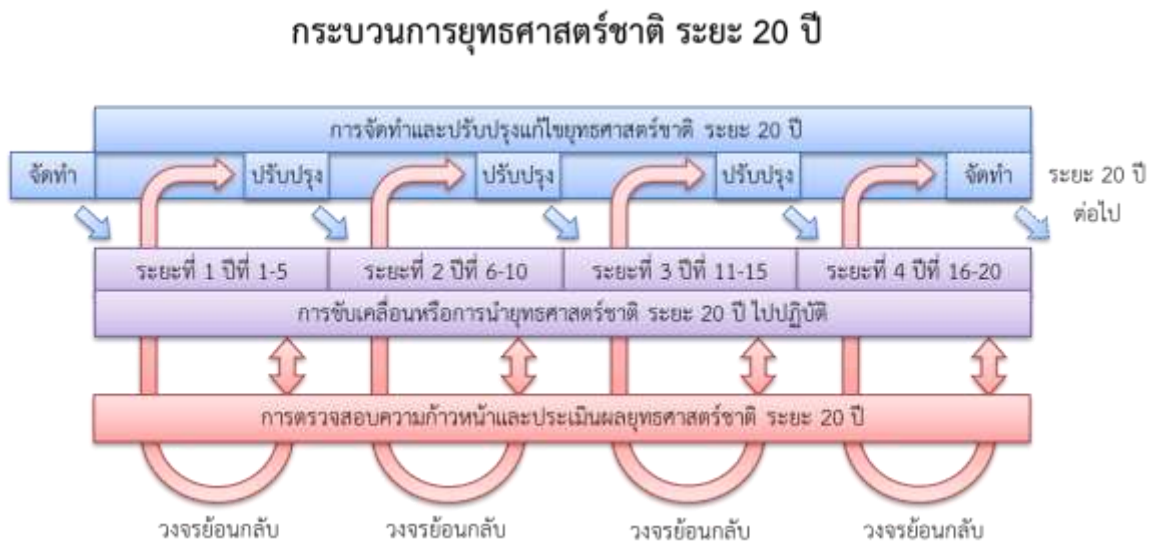 กระบวนการยุทธศาสตร์ชาติ ระยะ 20 ปี
การจัดทำและปรับปรุงแก้ไขยุทธศาสตร์ชาติ ระยะ 20 ปี
จัดทำ
ปรับปรุง
ปรับปรุง
ปรับปรุง
จัดทำ
ระยะ 20 ปี
ต่อไป
ระยะที่ 1 ปีที่ 1-5
ระยะที่ 2 ปีที่ 6-10
ระยะที่ 3 ปีที่ 11-15
ระยะที่ 4 ปีที่ 16-20
การขับเคลื่อนหรือการนำยุทธศาสตร์ชาติ ระยะ 20 ปี ไปปฏิบัติ
การตรวจสอบความก้าวหน้าและประเมินผลยุทธศาสตร์ชาติ ระยะ 20 ปี
วงจรย้อนกลับ
วงจรย้อนกลับ
วงจรย้อนกลับ
วงจรย้อนกลับ